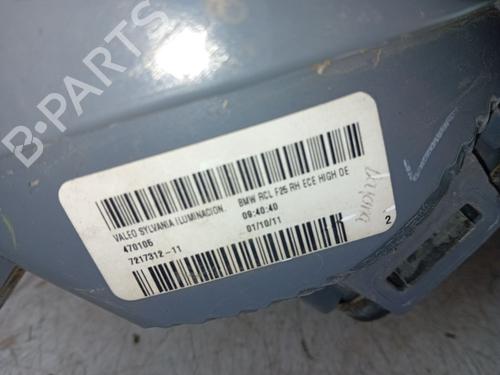 B-PARTS
VALEO SYLVANIA ILUMINACION. BMW RCL F25 RH ECE HIGH OE
470105 09:40:40
7217312-11 01/10/11
2